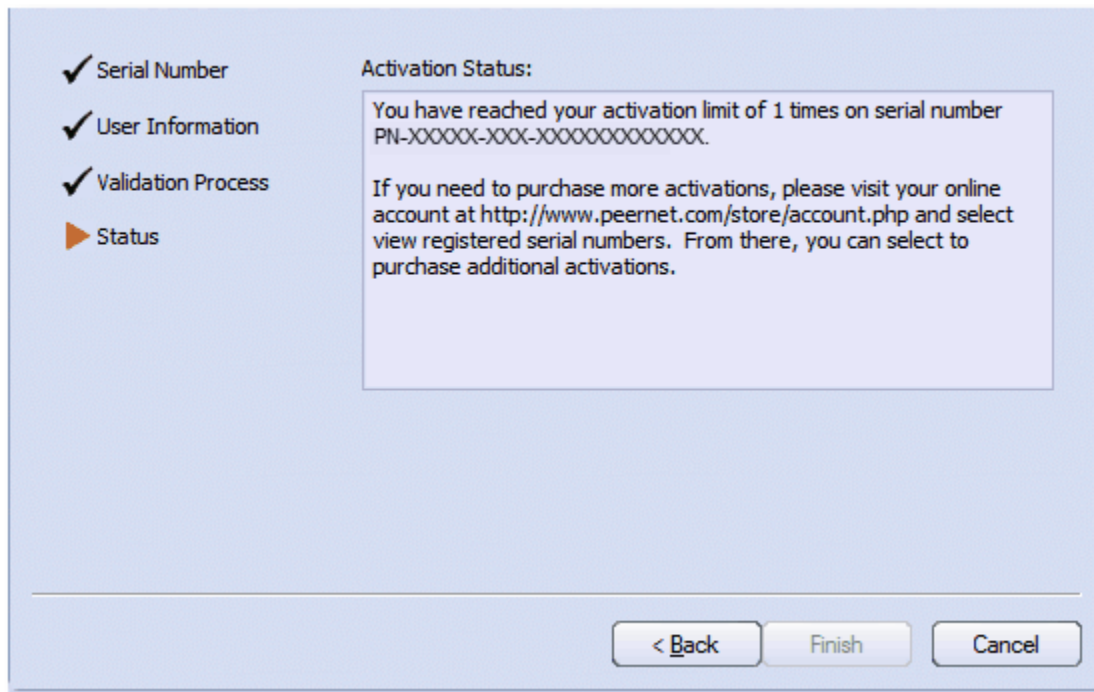 Serial Number
User Information
Validation Process
Status
Activation Status:
You have reached your activation limit of 1 times on serial number
PN-XXXXX-XXX-XXXXXXXXXXXX.
If you need to purchase more activations, please visit your online
account at http://www.peernet.com/store/account.php and select
view registered serial numbers.  From there, you can select to
purchase additional activations.
< Back
Finish
Cancel